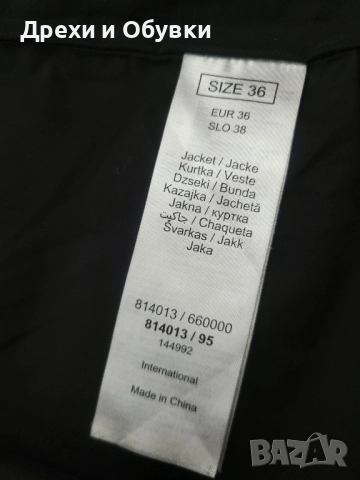 Дрехи и Обувки
SIZE 36
EUR 36
SLO 38
Jacket / Jacke
Kurtka / Veste
Dzseki / Bunda
Kazajka / Jachetă
Jakna / куртка
جاكيت / Chaqueta
Švarkas / Jakk
Jaka
814013 / 660000
814013 / 95
144992
International
Made in China
BAZAR